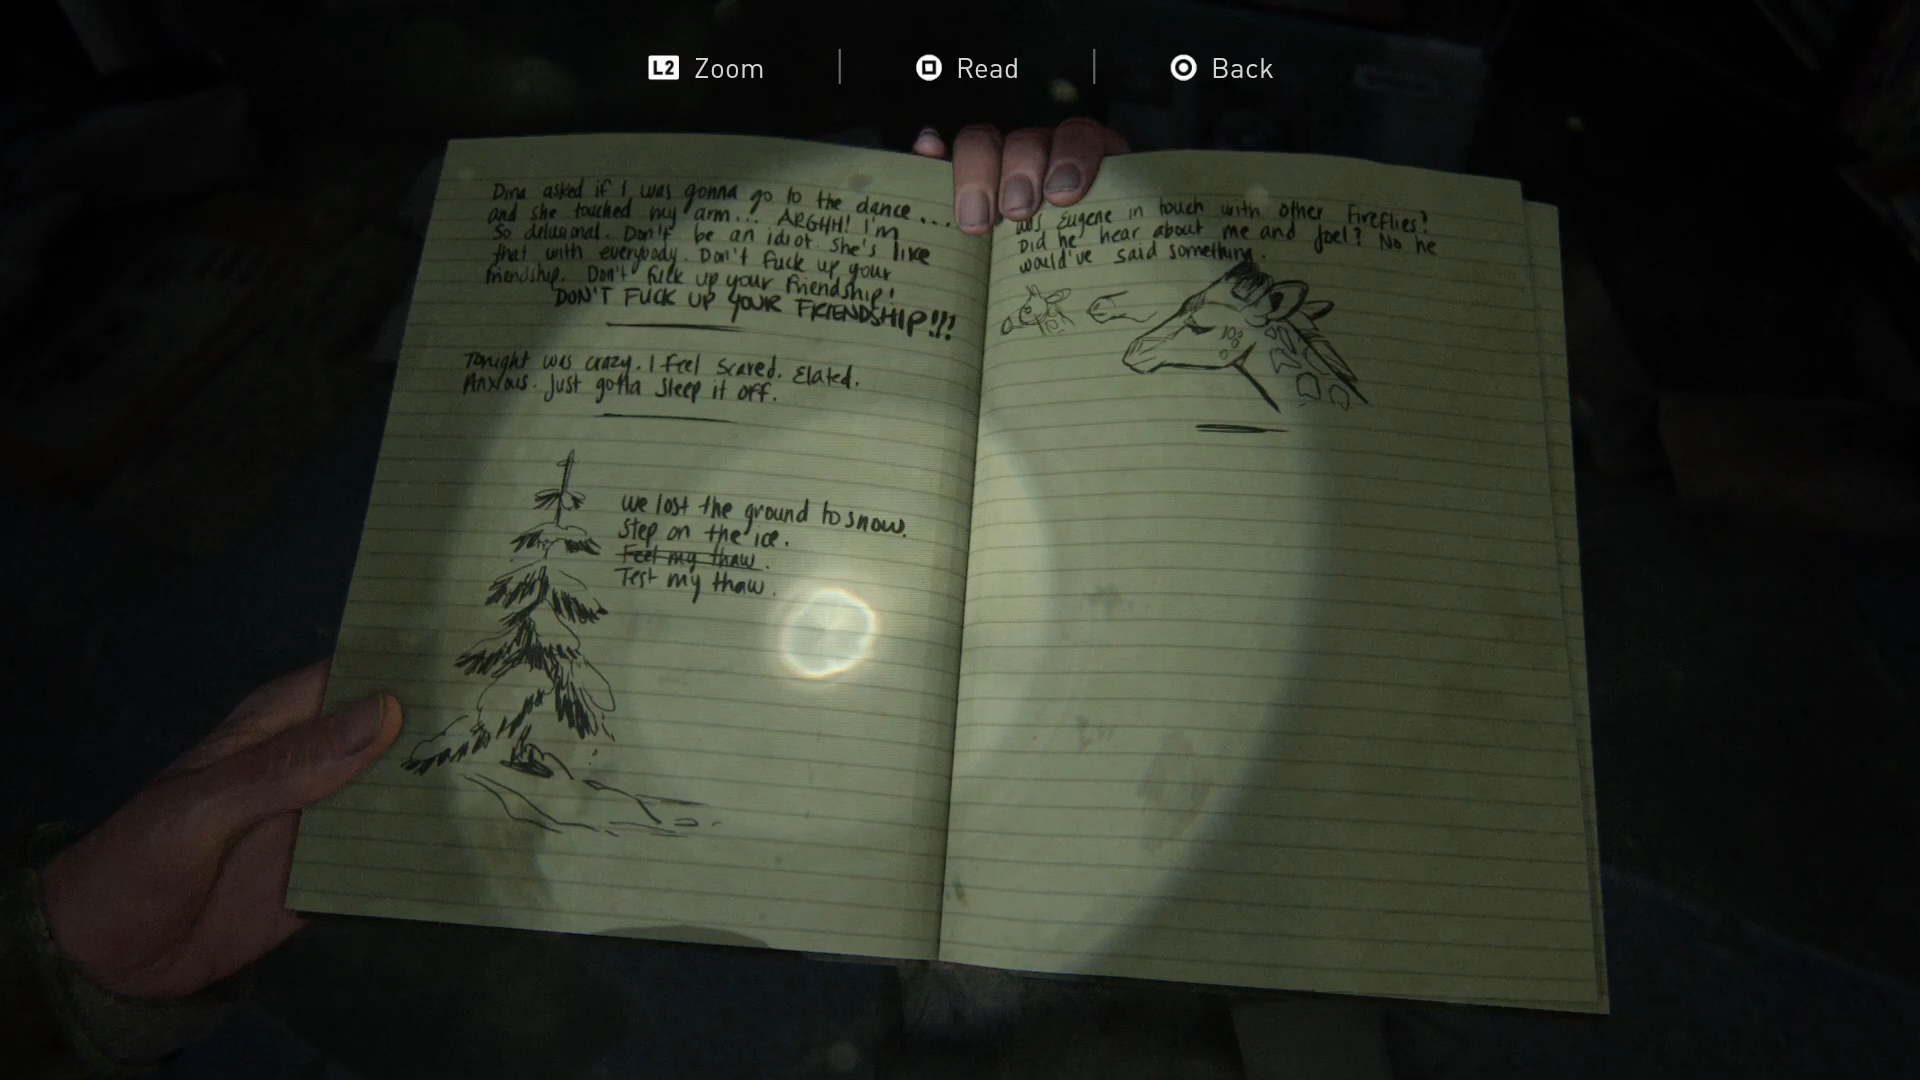 L2 Zoom
Read
Back
Dina asked if I was gonna go to the dance...
and she touched my arm... ARGHH! I'm
so delusional. Don't be an idiot. She's like
that with everybody. Don't fuck up your
friendship. Don't fuck up your friendship!
DON'T FUCK UP YOUR FRIENDSHIP!!!
Tonight was crazy. I feel scared. Elated.
Anxious. Just gotta sleep it off.
We lost the ground to snow.
Step on the ice.
Feel my thaw.
Test my thaw.
Was Eugene in touch with other Fireflies?
Did he hear about me and Joel? No he
would've said something.